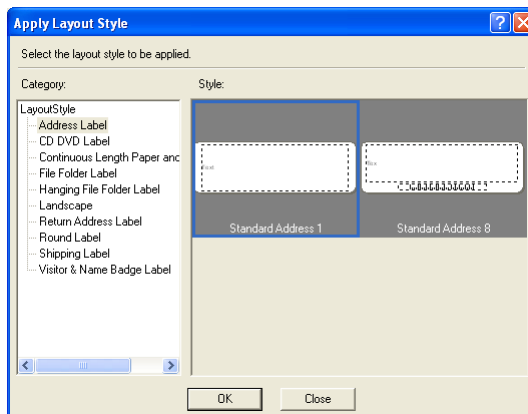 Apply Layout Style
Select the layout style to be applied.
Category:
Style:
LayoutStyle
Address Label
CD DVD Label
Continuous Length Paper and
File Folder Label
Hanging File Folder Label
Landscape
Return Address Label
Round Label
Shipping Label
Visitor & Name Badge Label
Standard Address 1
Standard Address 8
OK
Close